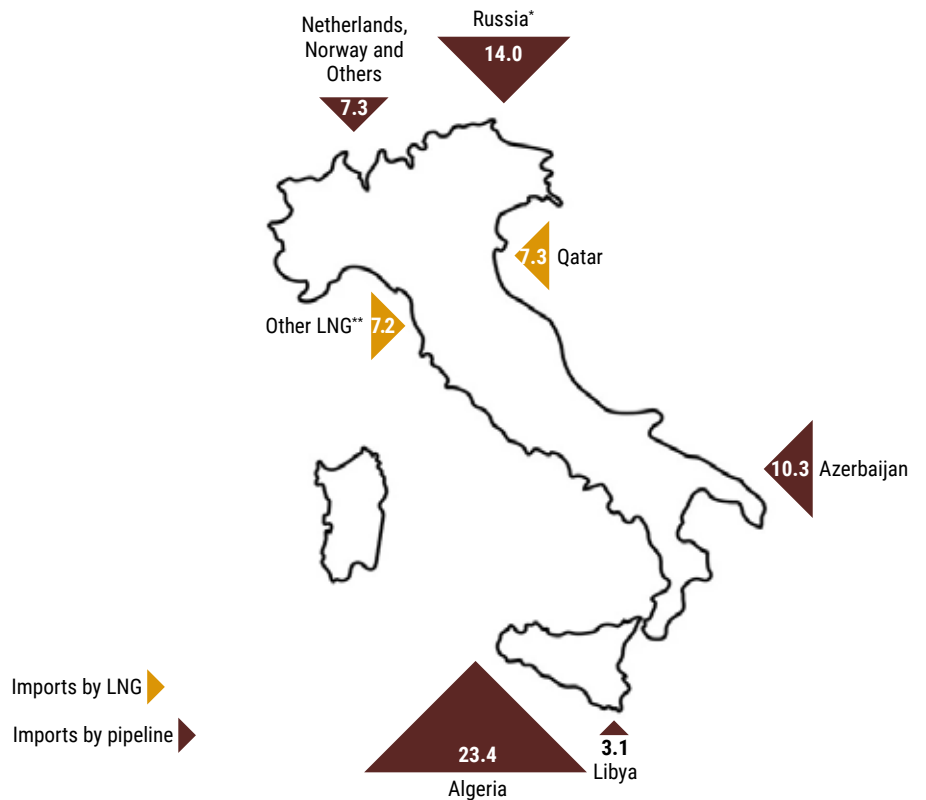 Netherlands,
Norway and
Others
7.3
Russia*
14.0
7.3 Qatar
Other LNG** 7.2
10.3 Azerbaijan
Imports by LNG
Imports by pipeline
23.4
Algeria
3.1
Libya